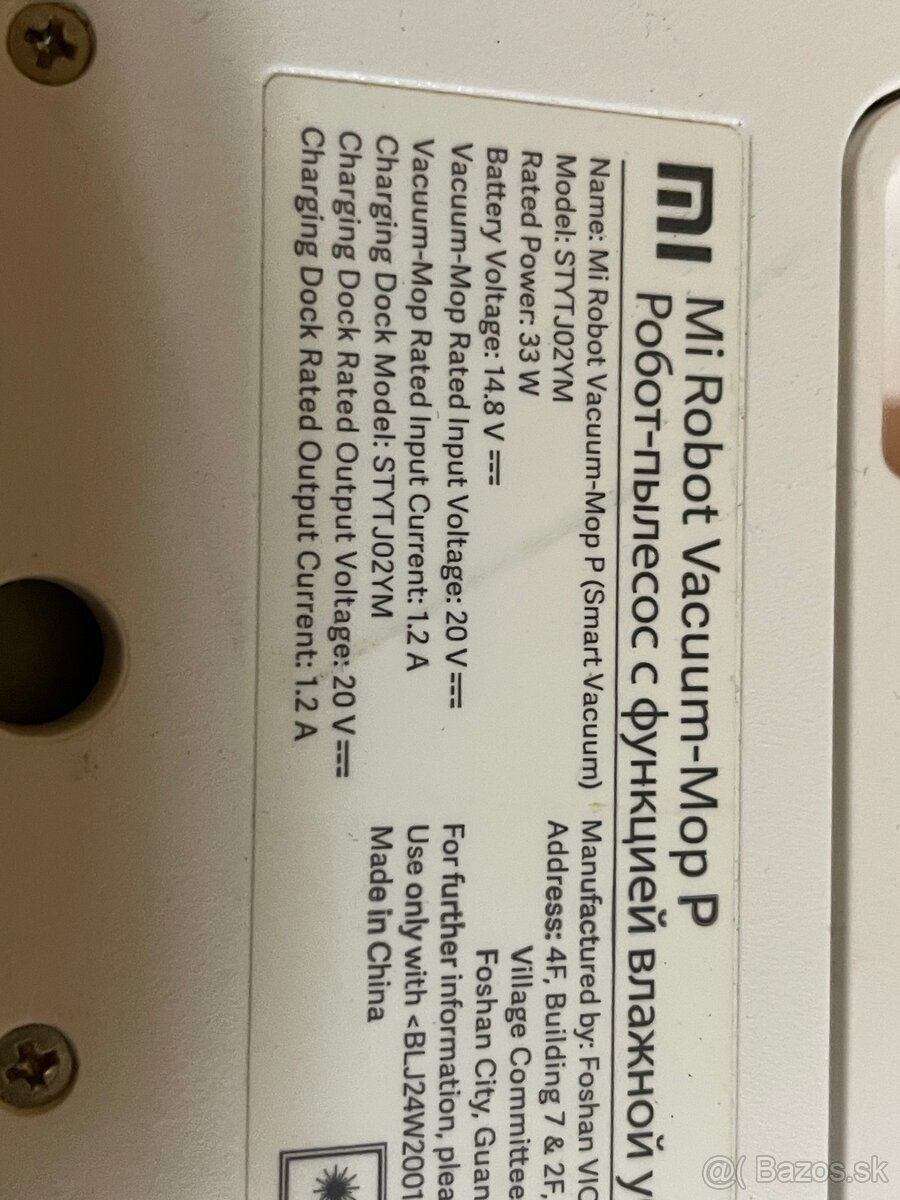 mi Mi Robot Vacuum-Mop P
Робот-пылесос с функцией влажной
Name: Mi Robot Vacuum-Mop P (Smart Vacuum)
Model: STYTJ02YM
Rated Power: 33 W
Battery Voltage: 14.8 V ⎓
Vacuum-Mop Rated Input Voltage: 20 V ⎓
Vacuum-Mop Rated Input Current: 1.2 A
Charging Dock Model: STYTJ02YM
Charging Dock Rated Output Voltage: 20 V ⎓
Charging Dock Rated Output Current: 1.2 A
Manufactured by: Foshan
Address: 4F, Building 7 & 2F,
Village Committee
Foshan City,
For further information,
Use only with <BLJ24W2001
Made in China
@( Bazos.sk